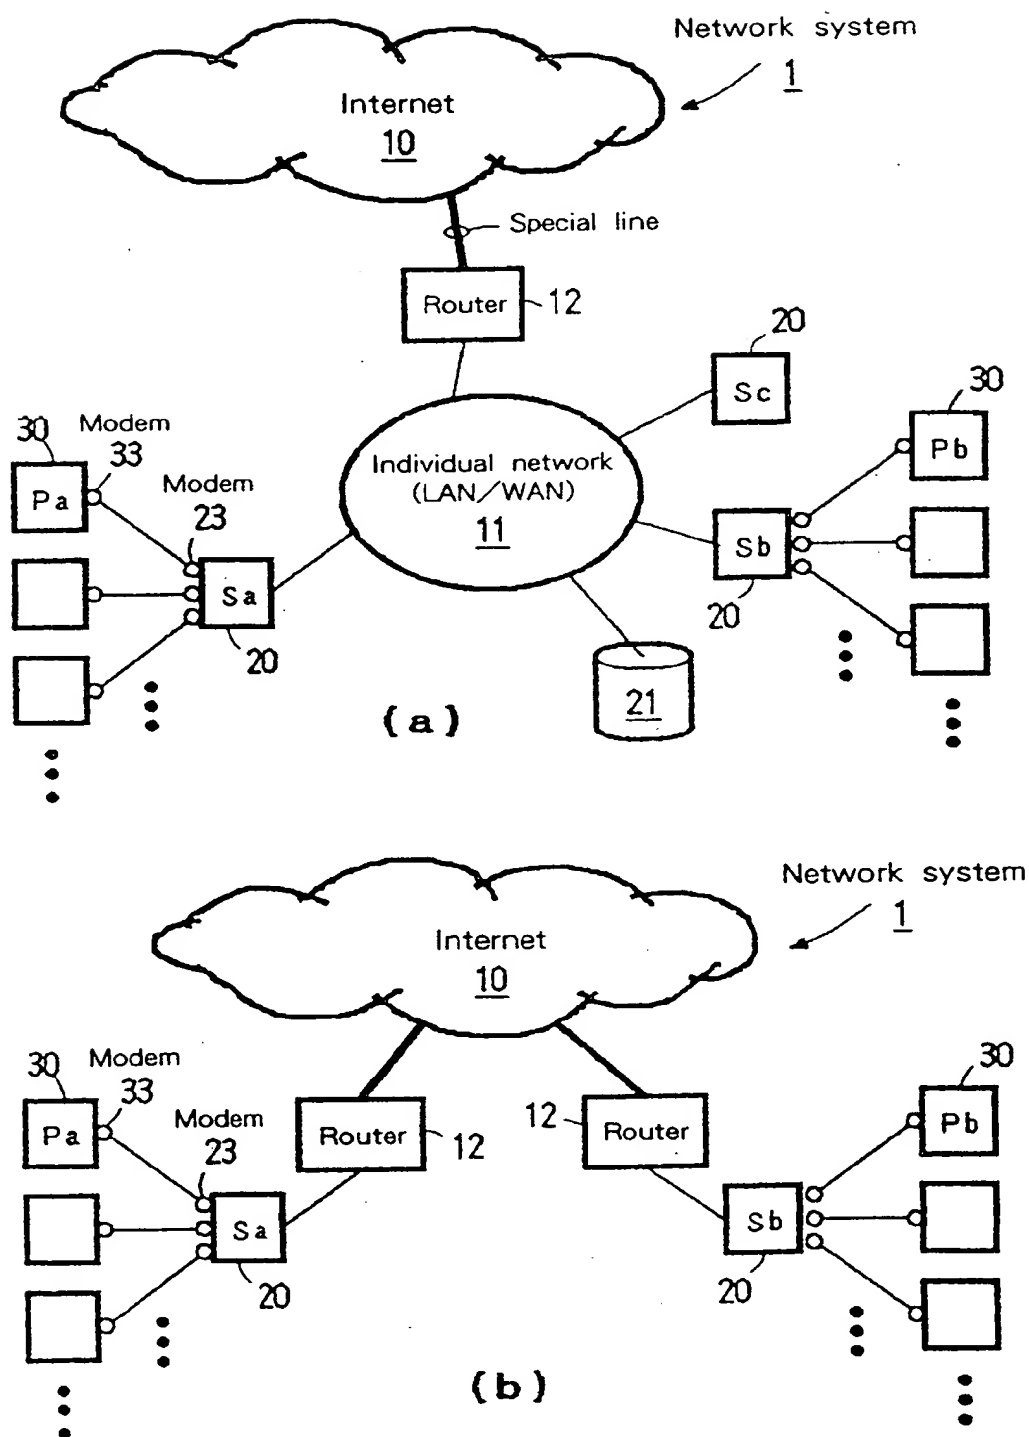 Network system
1
Internet
10
Special line
Router
12
20
Sc
30
Pb
30
Modem
33
Pa
Modem
23
Individual network
(LAN/WAN)
11
Sa
20
Sb
20
21
(a)
Network system
1
Internet
10
30
Modem
33
Pa
Modem
23
Router
12
12
Router
30
Pb
Sa
20
Sb
20
(b)